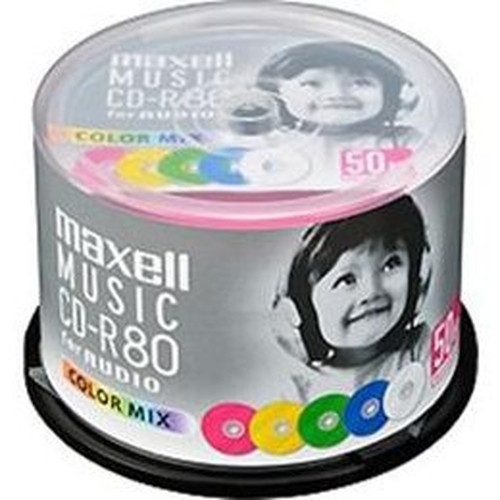 maxell
MUSIC
CD-R80
for AUDIO
COLOR MIX
50
maxell
MUSIC
CD-R80
for AUDIO
COLOR MIX
50